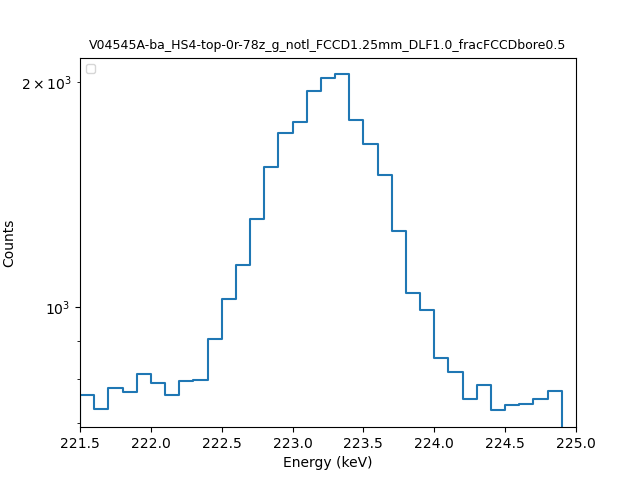 V04545A-ba_HS4-top-0r-78z_g_notl_FCCD1.25mm_DLF1.0_fracFCCDbore0.5
2 × 10³
10³
Counts
221.5 222.0 222.5 223.0 223.5 224.0 224.5 225.0
Energy (keV)